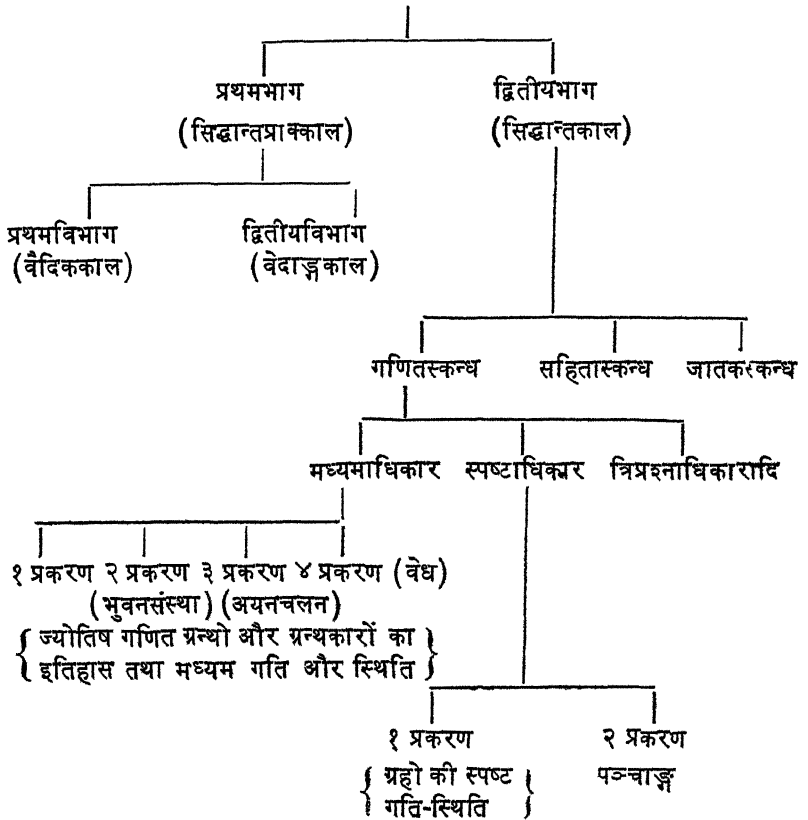 प्रथमभाग द्वितीयभाग
(सिद्धान्तप्राक्काल) (सिद्धान्तकाल)
प्रथमविभाग द्वितीयविभाग
(वैदिककाल) (वेदाङ्गकाल)
गणितस्कन्ध सहितास्कन्ध जातकस्कन्ध
मध्यमाधिकार स्पष्टाधिकार त्रिप्रश्नाधिकारादि
१ प्रकरण २ प्रकरण ३ प्रकरण ४ प्रकरण (वेध)
(भुवनसंस्था) (अयनचलन)
{ ज्योतिष गणित ग्रन्थो और ग्रन्थकारों का }
{ इतिहास तथा मध्यम गति और स्थिति }
१ प्रकरण २ प्रकरण
{ ग्रहो की स्पष्ट } पञ्चाङ्ग
{ गति-स्थिति }